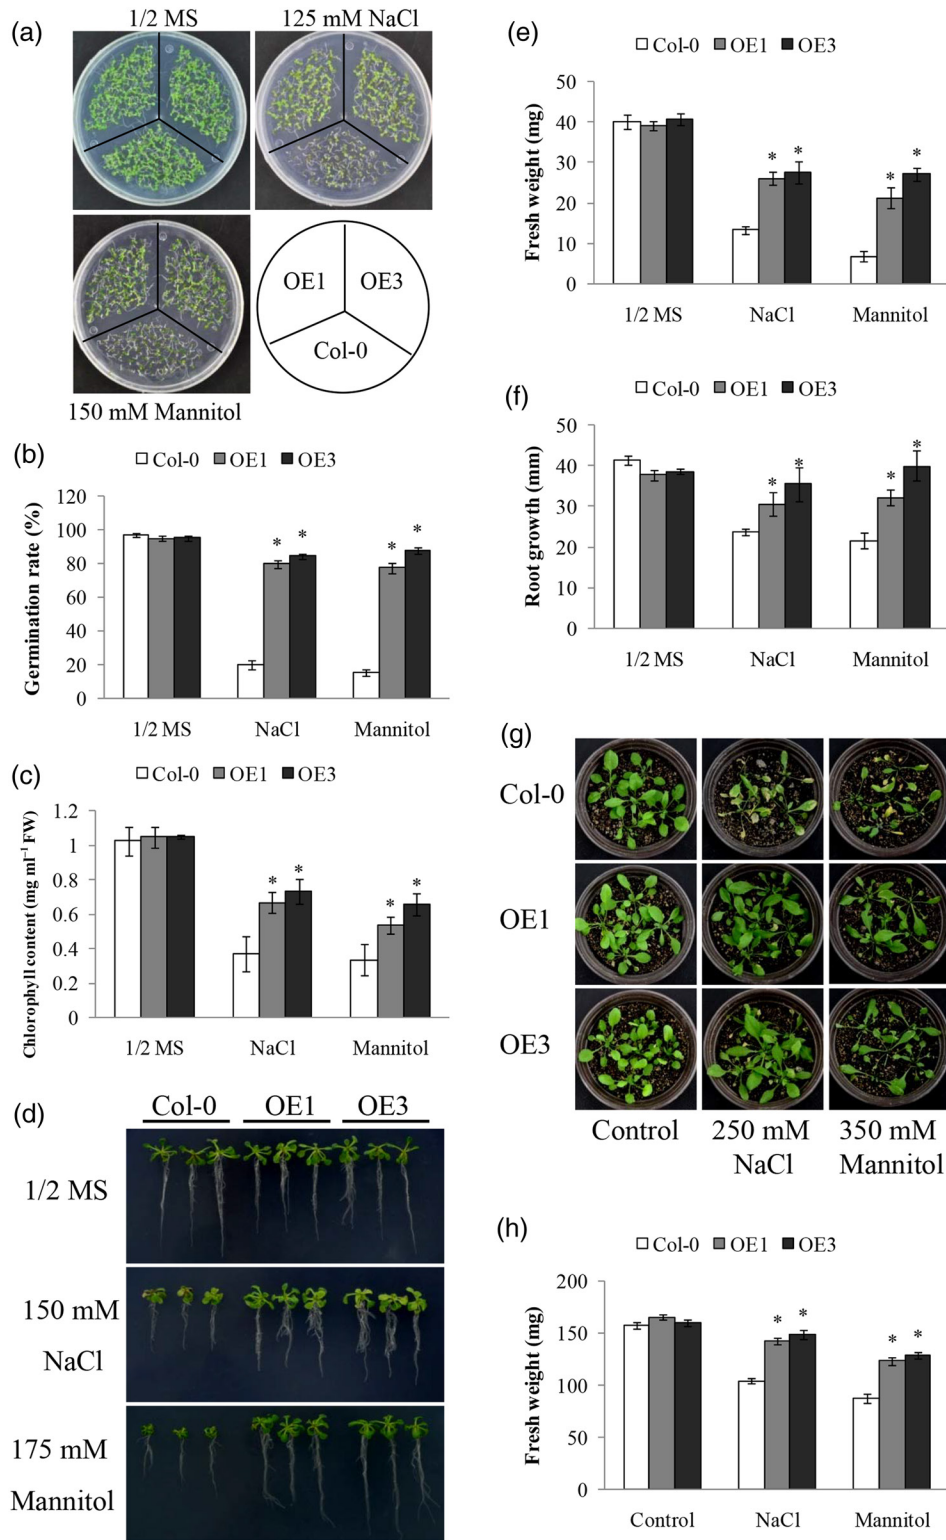 (a)
1/2 MS
125 mM NaCl
OE1
OE3
Col-0
150 mM Mannitol
(b)
Col-0 OE1 OE3
Germination rate (%)
120
100
80
60
40
20
0
* * * *
1/2 MS NaCl Mannitol
(c)
Col-0 OE1 OE3
Chlorophyll content (mg ml⁻¹ FW)
1.2
1
0.8
0.6
0.4
0.2
0
* * * *
1/2 MS NaCl Mannitol
(d)
Col-0 OE1 OE3
1/2 MS
150 mM
NaCl
175 mM
Mannitol
(e)
Col-0 OE1 OE3
Fresh weight (mg)
50
40
30
20
10
0
* * * *
1/2 MS NaCl Mannitol
(f)
Col-0 OE1 OE3
Root growth (mm)
50
40
30
20
10
0
* * * *
1/2 MS NaCl Mannitol
(g)
Col-0
OE1
OE3
Control 250 mM 350 mM
NaCl Mannitol
(h)
Col-0 OE1 OE3
Fresh weight (mg)
200
150
100
50
0
* * * *
Control NaCl Mannitol